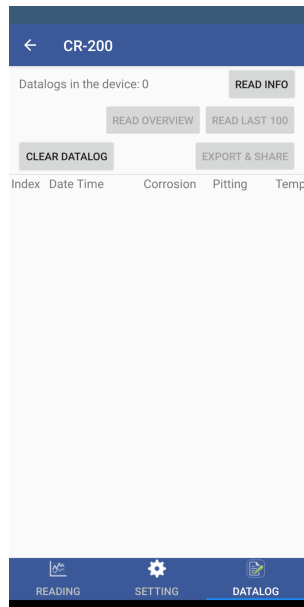 CR-200
Datalogs in the device: 0 READ INFO
READ OVERVIEW READ LAST 100
CLEAR DATALOG EXPORT & SHARE
Index Date Time Corrosion Pitting Temp
READING SETTING DATALOG